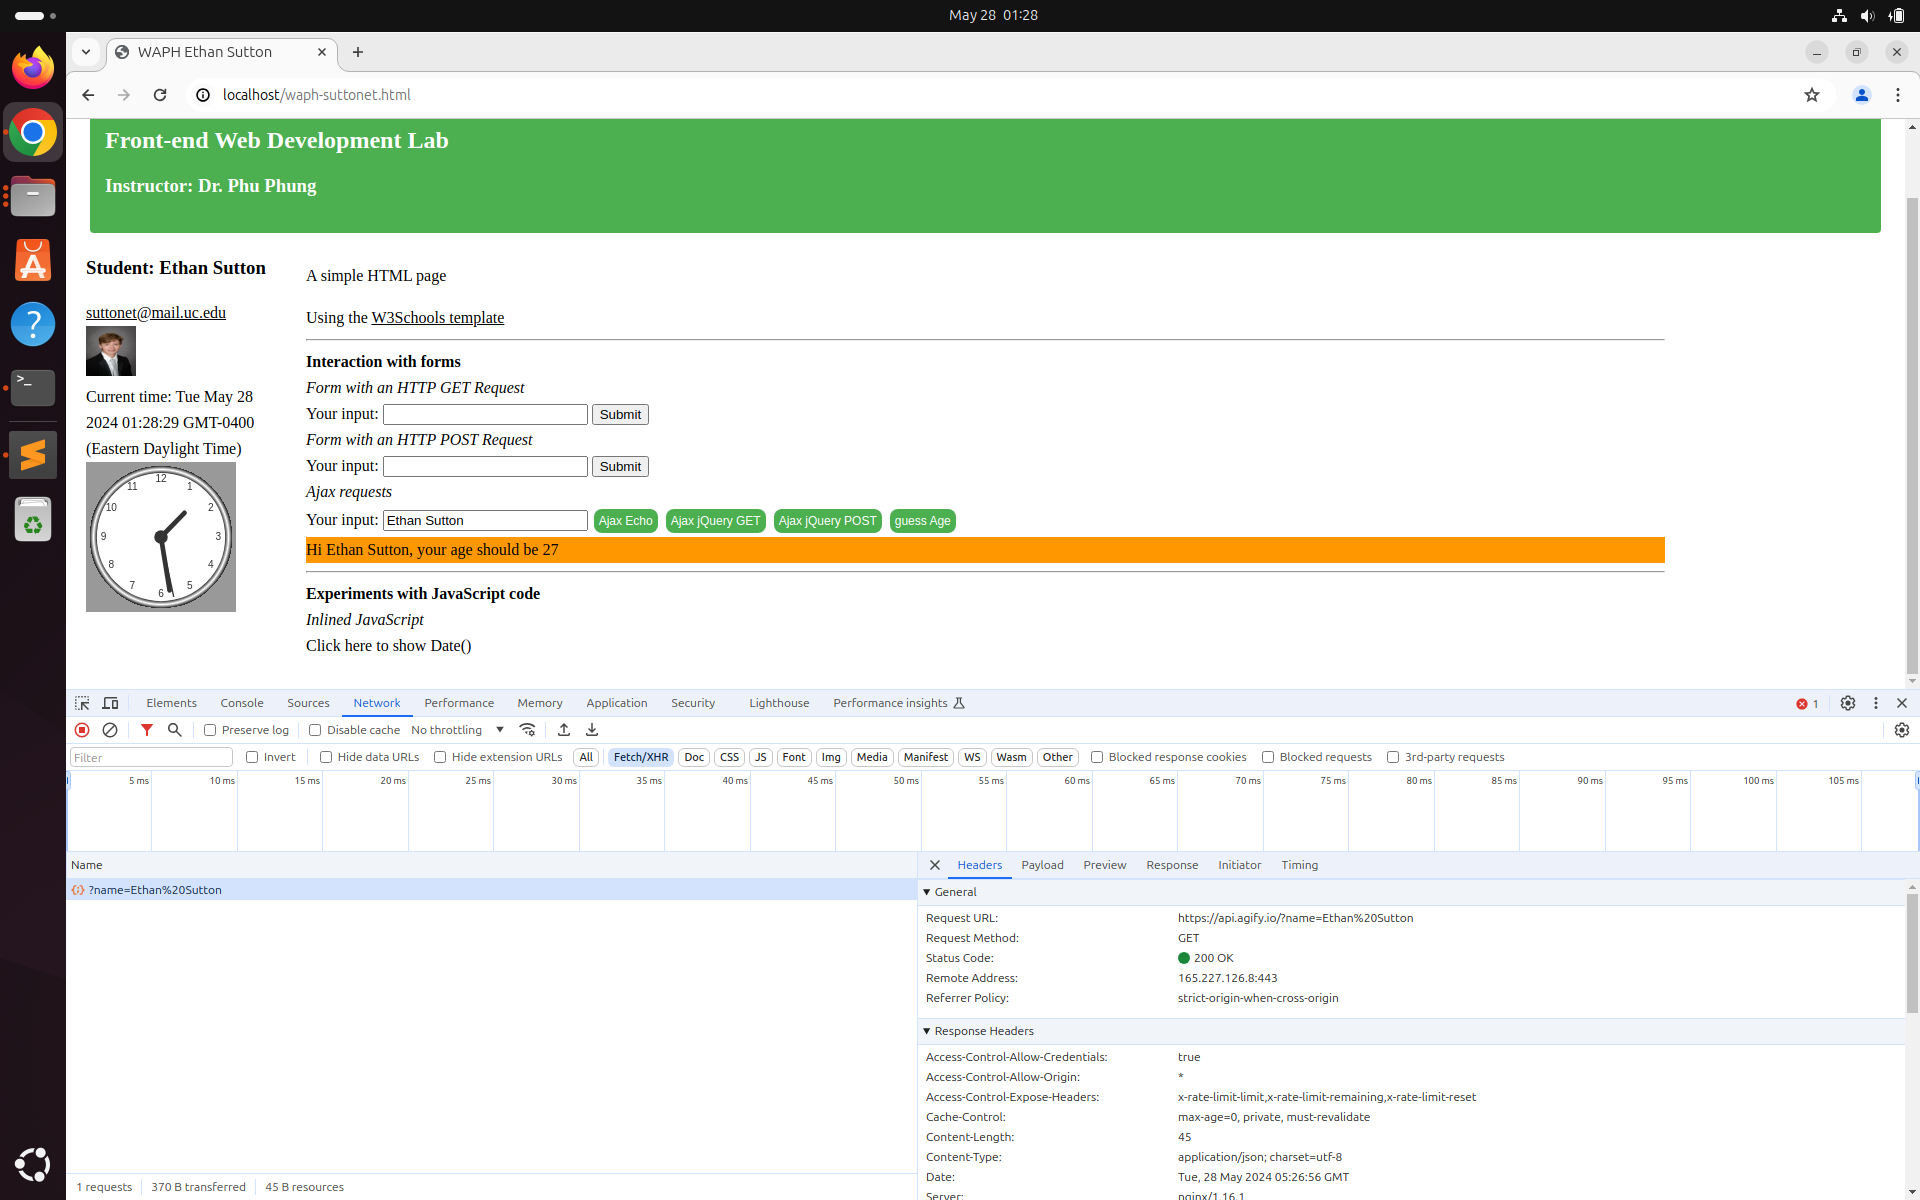 May 28 01:28
WAPH Ethan Sutton
localhost/waph-suttonet.html
Front-end Web Development Lab
Instructor: Dr. Phu Phung
Student: Ethan Sutton
suttonet@mail.uc.edu
Current time: Tue May 28
2024 01:28:29 GMT-0400
(Eastern Daylight Time)
12
11 1
10 2
9 3
8 4
7 5
6
A simple HTML page
Using the W3Schools template
Interaction with forms
Form with an HTTP GET Request
Your input: Submit
Form with an HTTP POST Request
Your input: Submit
Ajax requests
Your input: Ethan Sutton Ajax Echo Ajax jQuery GET Ajax jQuery POST guess Age
Hi Ethan Sutton, your age should be 27
Experiments with JavaScript code
Inlined JavaScript
Click here to show Date()
Elements Console Sources Network Performance Memory Application Security Lighthouse Performance insights 1
Preserve log Disable cache No throttling
Filter Invert Hide data URLs Hide extension URLs All Fetch/XHR Doc CSS JS Font Img Media Manifest WS Wasm Other Blocked response cookies Blocked requests 3rd-party requests
5 ms 10 ms 15 ms 20 ms 25 ms 30 ms 35 ms 40 ms 45 ms 50 ms 55 ms 60 ms 65 ms 70 ms 75 ms 80 ms 85 ms 90 ms 95 ms 100 ms 105 ms
Name
?name=Ethan%20Sutton
1 requests 370 B transferred 45 B resources
Headers Payload Preview Response Initiator Timing
General
Request URL: https://api.agify.io/?name=Ethan%20Sutton
Request Method: GET
Status Code: 200 OK
Remote Address: 165.227.126.8:443
Referrer Policy: strict-origin-when-cross-origin
Response Headers
Access-Control-Allow-Credentials: true
Access-Control-Allow-Origin: *
Access-Control-Expose-Headers: x-rate-limit-limit,x-rate-limit-remaining,x-rate-limit-reset
Cache-Control: max-age=0, private, must-revalidate
Content-Length: 45
Content-Type: application/json; charset=utf-8
Date: Tue, 28 May 2024 05:26:56 GMT
Server: nginx/1.16.1